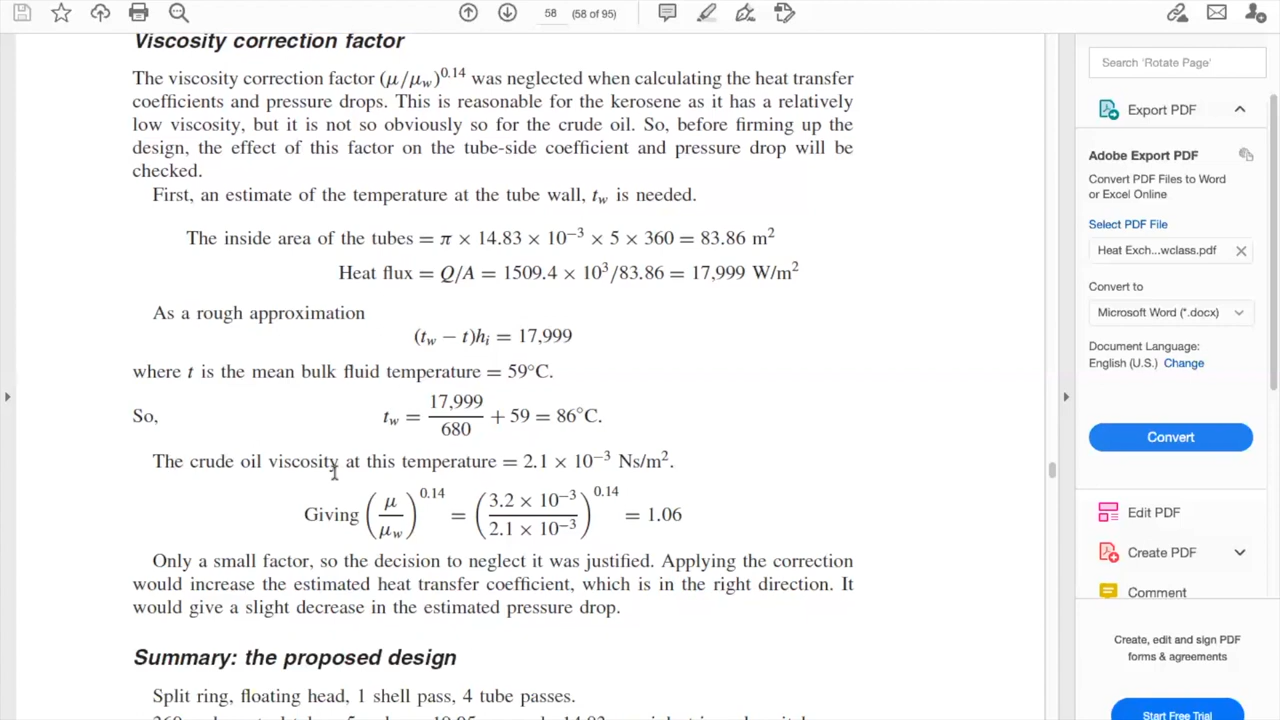 58 (58 of 95)
Viscosity correction factor
The viscosity correction factor (μ/μw)^0.14 was neglected when calculating the heat transfer
coefficients and pressure drops. This is reasonable for the kerosene as it has a relatively
low viscosity, but it is not so obviously so for the crude oil. So, before firming up the
design, the effect of this factor on the tube-side coefficient and pressure drop will be
checked.
First, an estimate of the temperature at the tube wall, tw is needed.
The inside area of the tubes = π × 14.83 × 10^−3 × 5 × 360 = 83.86 m^2
Heat flux = Q/A = 1509.4 × 10^3/83.86 = 17,999 W/m^2
As a rough approximation
(tw − t)hi = 17,999
where t is the mean bulk fluid temperature = 59°C.
So, tw = 17,999/680 + 59 = 86°C.
The crude oil viscosity at this temperature = 2.1 × 10^−3 Ns/m^2.
Giving (μ/μw)^0.14 = (3.2 × 10^−3/2.1 × 10^−3)^0.14 = 1.06
Only a small factor, so the decision to neglect it was justified. Applying the correction
would increase the estimated heat transfer coefficient, which is in the right direction. It
would give a slight decrease in the estimated pressure drop.
Summary: the proposed design
Split ring, floating head, 1 shell pass, 4 tube passes.
Search 'Rotate Page'
Export PDF
Adobe Export PDF
Convert PDF Files to Word
or Excel Online
Select PDF File
Heat Exch...wclass.pdf
Convert to
Microsoft Word (*.docx)
Document Language:
English (U.S.) Change
Convert
Edit PDF
Create PDF
Comment
Create, edit and sign PDF
forms & agreements
Start Free Trial